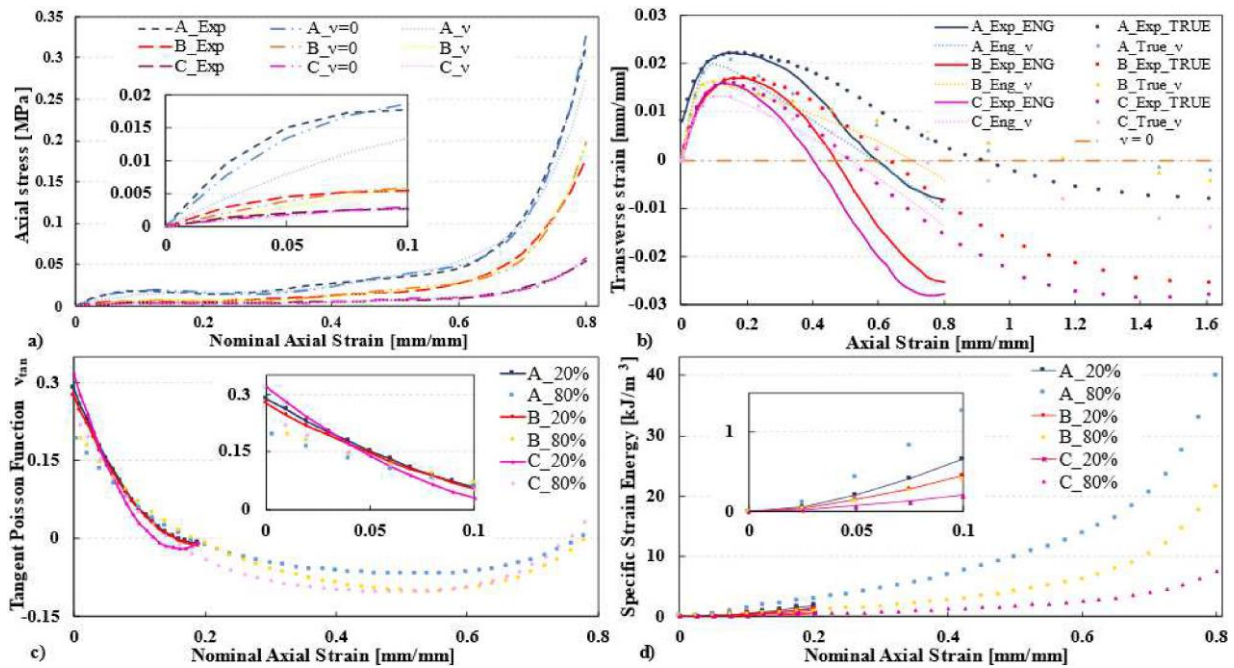 0.35
0.3
0.25
0.2
0.15
0.1
0.05
0
Axial stress [MPa]
A_Exp A_ν=0 A_ν
B_Exp B_ν=0 B_ν
C_Exp C_ν=0 C_ν
0.02
0.015
0.01
0.005
0
0 0.05 0.1
0 0.2 0.4 0.6 0.8
a) Nominal Axial Strain [mm/mm]
0.03
0.02
0.01
0
-0.01
-0.02
-0.03
Transverse strain [mm/mm]
A_Exp_ENG A_Exp_TRUE
A_Eng_ν A_True_ν
B_Exp_ENG B_Exp_TRUE
B_Eng_ν B_True_ν
C_Exp_ENG C_Exp_TRUE
C_Eng_ν C_True_ν
ν = 0
0 0.2 0.4 0.6 0.8 1 1.2 1.4 1.6
b) Axial Strain [mm/mm]
0.3
0.15
0
-0.15
Tangent Poisson Function νtan
A_20%
A_80%
B_20%
B_80%
C_20%
C_80%
0.3
0.15
0
0 0.05 0.1
0 0.2 0.4 0.6 0.8
c) Nominal Axial Strain [mm/mm]
40
30
20
10
0
Specific Strain Energy [kJ/m³]
A_20%
A_80%
B_20%
B_80%
C_20%
C_80%
1
0
0 0.05 0.1
0 0.1 0.2 0.3 0.4 0.5 0.6 0.7 0.8
d) Nominal Axial Strain [mm/mm]